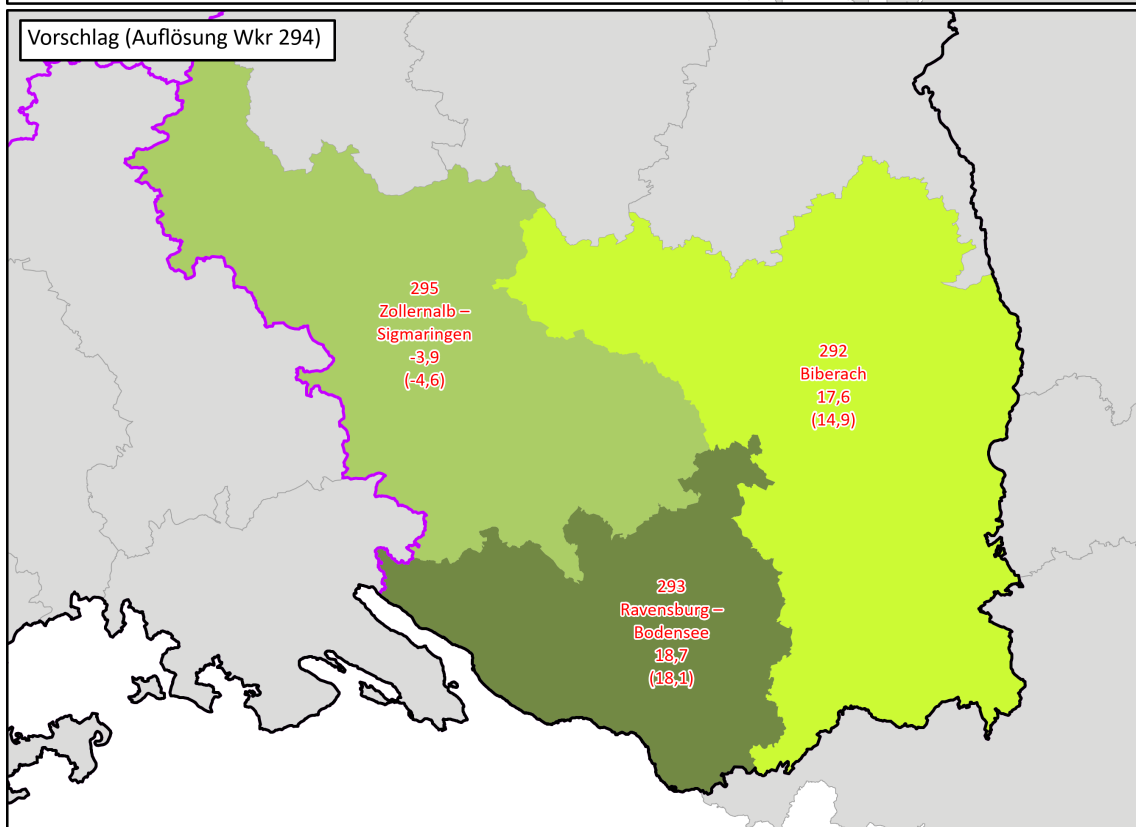 Vorschlag (Auflösung Wkr 294)
295
Zollernalb –
Sigmaringen
-3,9
(-4,6)
292
Biberach
17,6
(14,9)
293
Ravensburg –
Bodensee
18,7
(18,1)